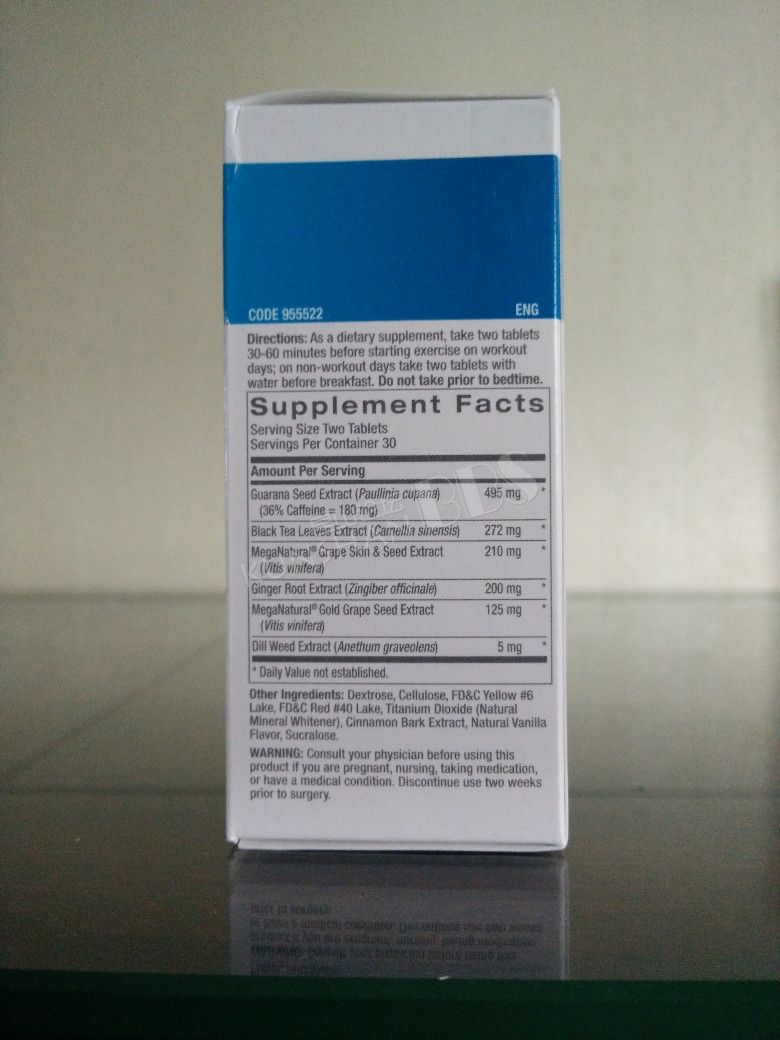 CODE 955522 ENG
Directions: As a dietary supplement, take two tablets
30-60 minutes before starting exercise on workout
days; on non-workout days take two tablets with
water before breakfast. Do not take prior to bedtime.
Supplement Facts
Serving Size Two Tablets
Servings Per Container 30
Amount Per Serving
Guarana Seed Extract (Paullinia cupana) 495 mg *
(36% Caffeine = 180 mg)
Black Tea Leaves Extract (Camellia sinensis) 272 mg *
MegaNatural® Grape Skin & Seed Extract 210 mg *
(Vitis vinifera)
Ginger Root Extract (Zingiber officinale) 200 mg *
MegaNatural® Gold Grape Seed Extract 125 mg *
(Vitis vinifera)
Dill Weed Extract (Anethum graveolens) 5 mg *
* Daily Value not established.
Other Ingredients: Dextrose, Cellulose, FD&C Yellow #6
Lake, FD&C Red #40 Lake, Titanium Dioxide (Natural
Mineral Whitener), Cinnamon Bark Extract, Natural Vanilla
Flavor, Sucralose.
WARNING: Consult your physician before using this
product if you are pregnant, nursing, taking medication,
or have a medical condition. Discontinue use two weeks
prior to surgery.
BBS